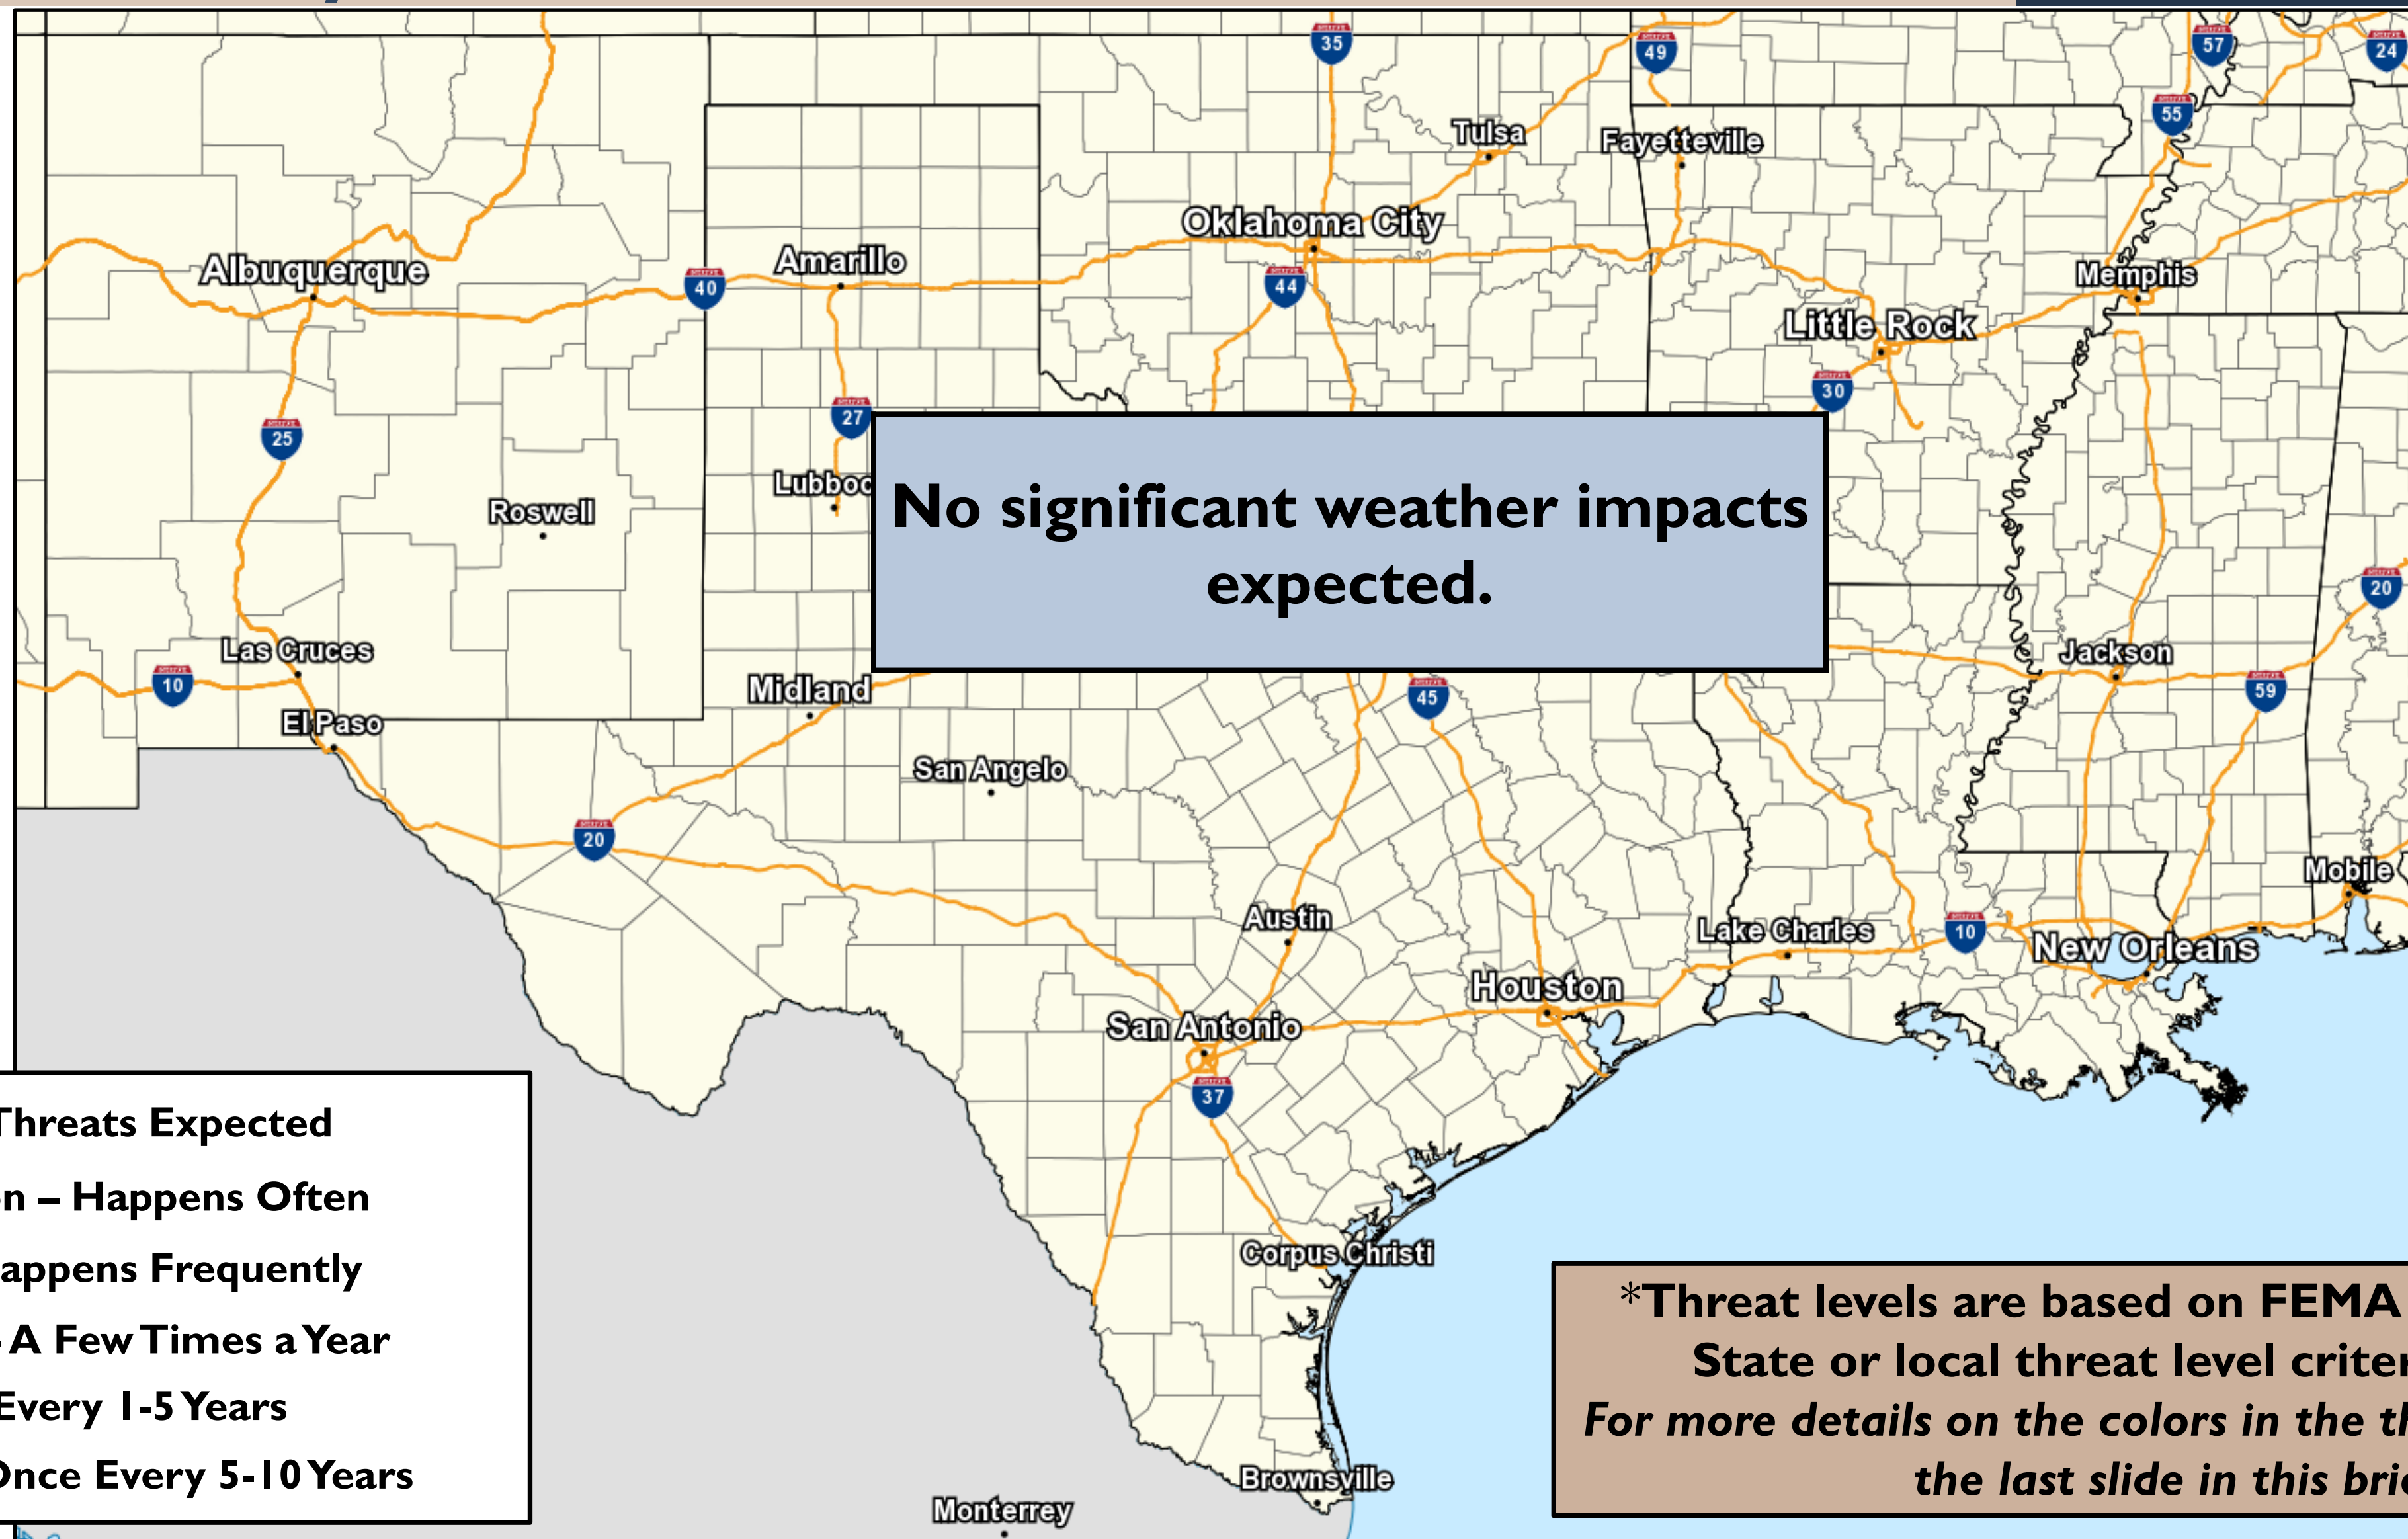 35
49
57
24
55
Tulsa
Fayetteville
Oklahoma City
Albuquerque
Amarillo
40
44
Memphis
Little Rock
30
27
25
Lubboc
Roswell
No significant weather impacts
expected.
20
Las Cruces
10
Midland
45
Jackson
59
El Paso
San Angelo
20
Mobile
Austin
Lake Charles
10
New Orleans
Houston
San Antonio
37
Threats Expected
n – Happens Often
appens Frequently
- A Few Times a Year
Every 1-5 Years
Once Every 5-10 Years
Corpus Christi
*Threat levels are based on FEMA
State or local threat level criter
For more details on the colors in the th
the last slide in this brie
Brownsville
Monterrey